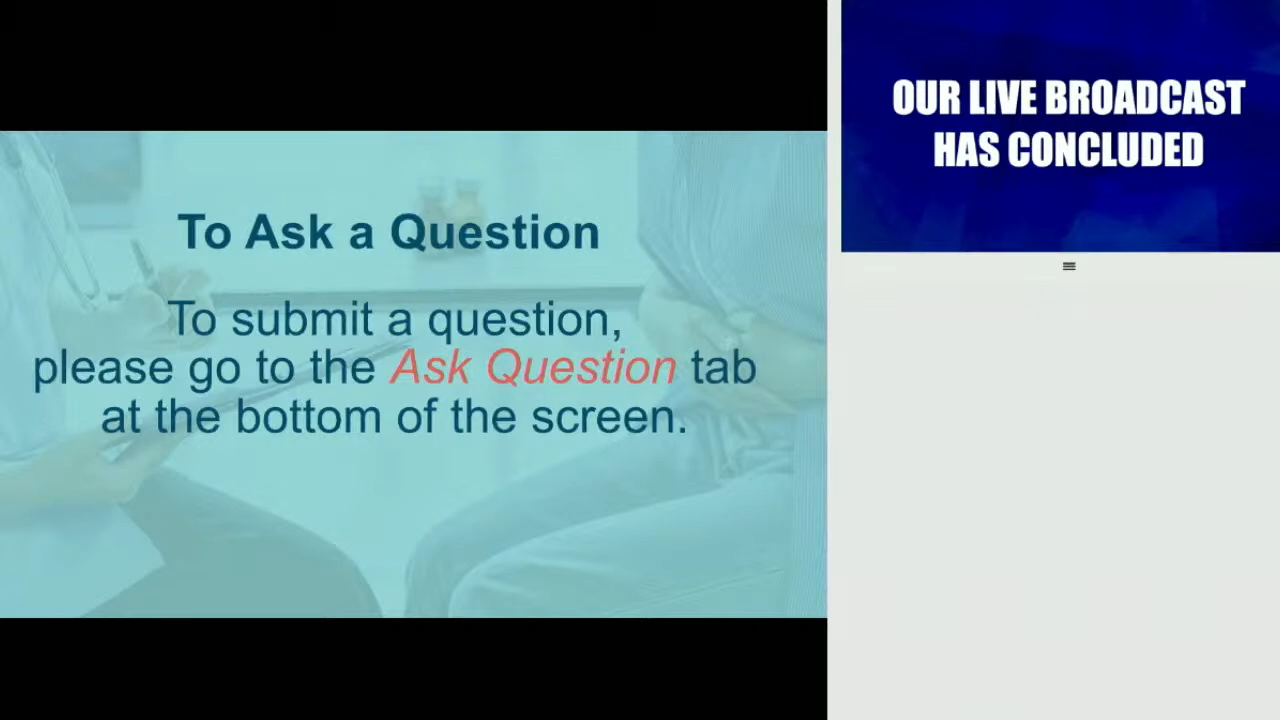 To Ask a Question
To submit a question,
please go to the Ask Question tab
at the bottom of the screen.
OUR LIVE BROADCAST
HAS CONCLUDED